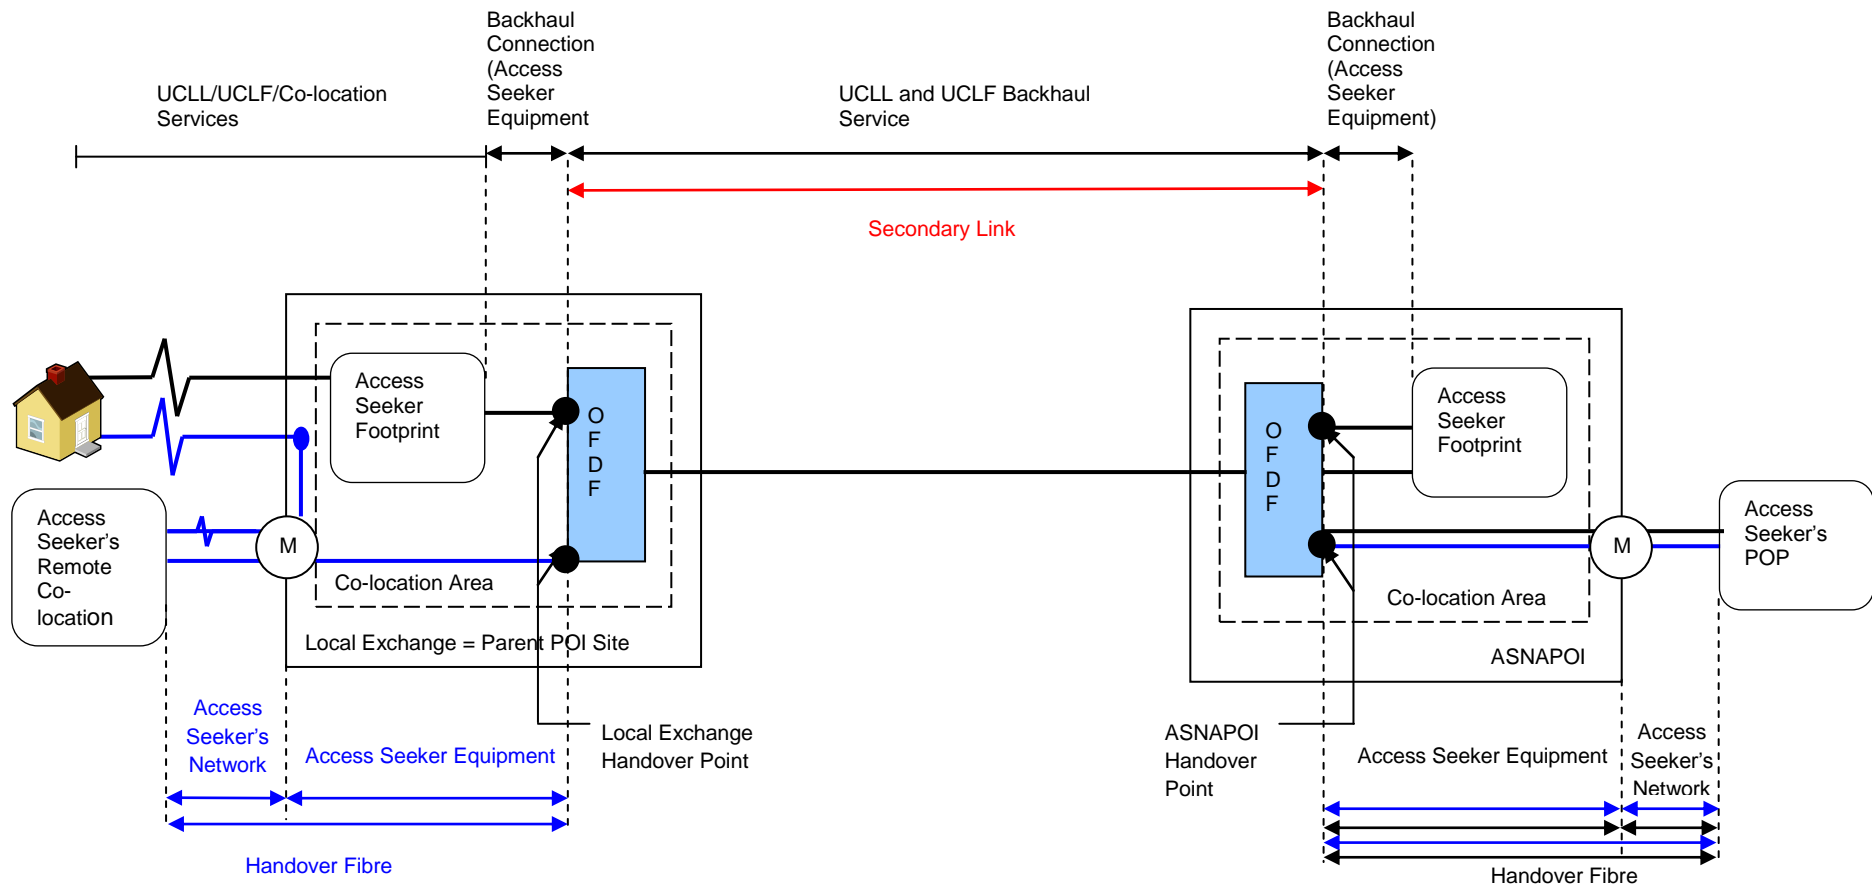 Backhaul
Connection
(Access
Seeker
Equipment
Backhaul
Connection
(Access
Seeker
Equipment)
UCLL/UCLF/Co-location
Services
UCLL and UCLF Backhaul
Service
Secondary Link
Access
Seeker
Footprint
O
F
D
F
O
F
D
F
Access
Seeker
Footprint
Access
Seeker's
Remote
Co-
location
M
Co-location Area
Local Exchange = Parent POI Site
M
Co-location Area
ASNAPOI
Access
Seeker's
POP
Access
Seeker's
Network
Access Seeker Equipment
Local Exchange
Handover Point
ASNAPOI
Handover
Point
Access Seeker Equipment
Access
Seeker's
Network
Handover Fibre
Handover Fibre